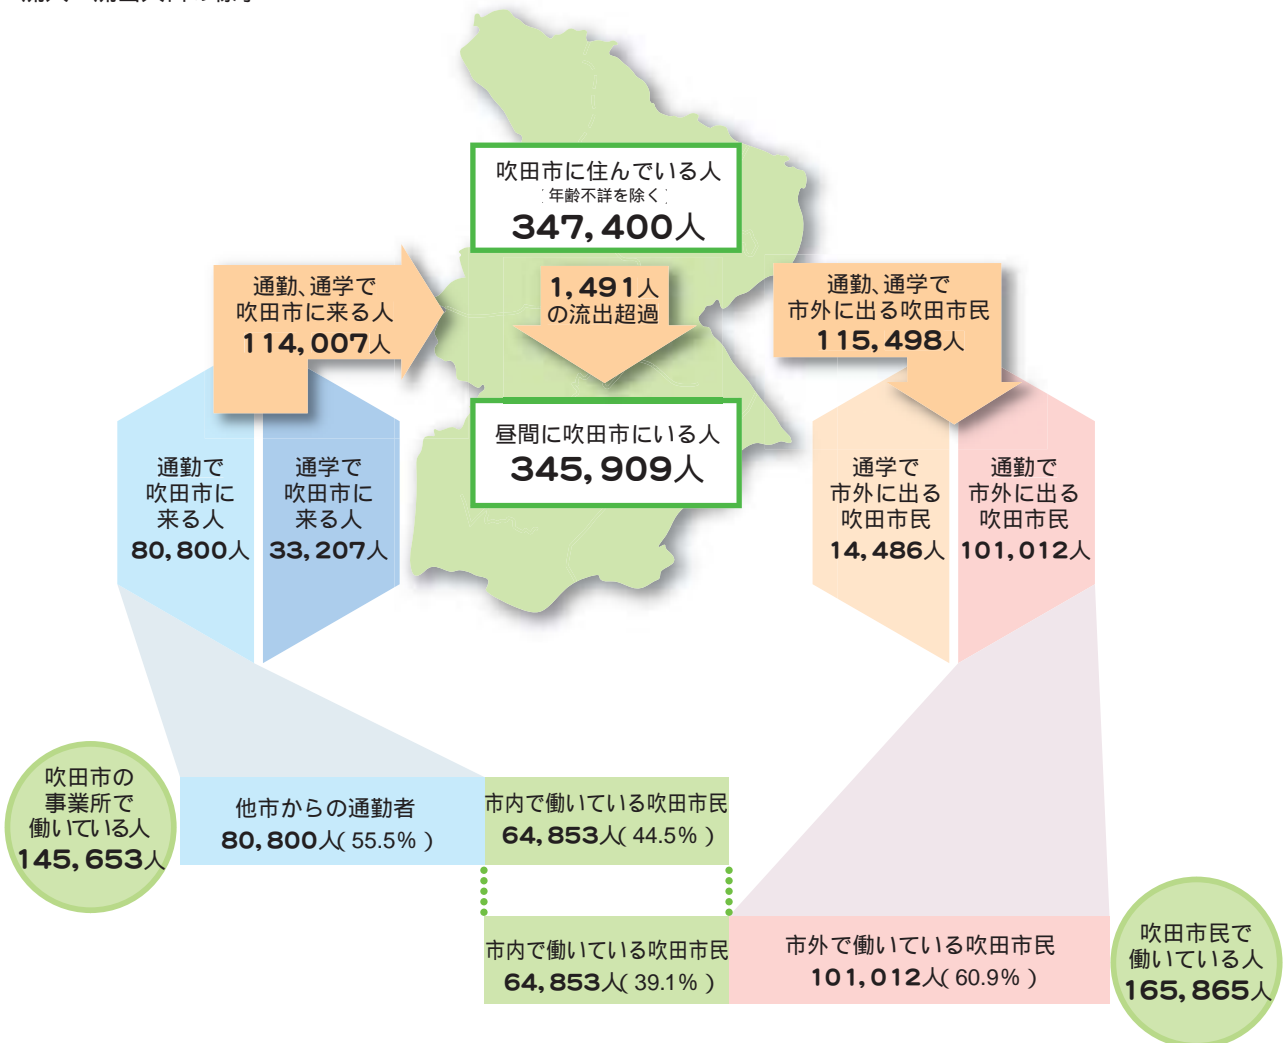 吹田市に住んでいる人
年齢不詳を除く
347,400人
通勤、通学で
吹田市に来る人
114,007人
1,491人
の流出超過
通勤、通学で
市外に出る吹田市民
115,498人
昼間に吹田市にいる人
345,909人
通勤で
吹田市に
来る人
80,800人
通学で
吹田市に
来る人
33,207人
通学で
市外に出る
吹田市民
14,486人
通勤で
市外に出る
吹田市民
101,012人
吹田市の
事業所で
働いている人
145,653人
他市からの通勤者
80,800人( 55.5% )
市内で働いている吹田市民
64,853人( 44.5% )
市内で働いている吹田市民
64,853人( 39.1% )
市外で働いている吹田市民
101,012人( 60.9% )
吹田市民で
働いている人
165,865人